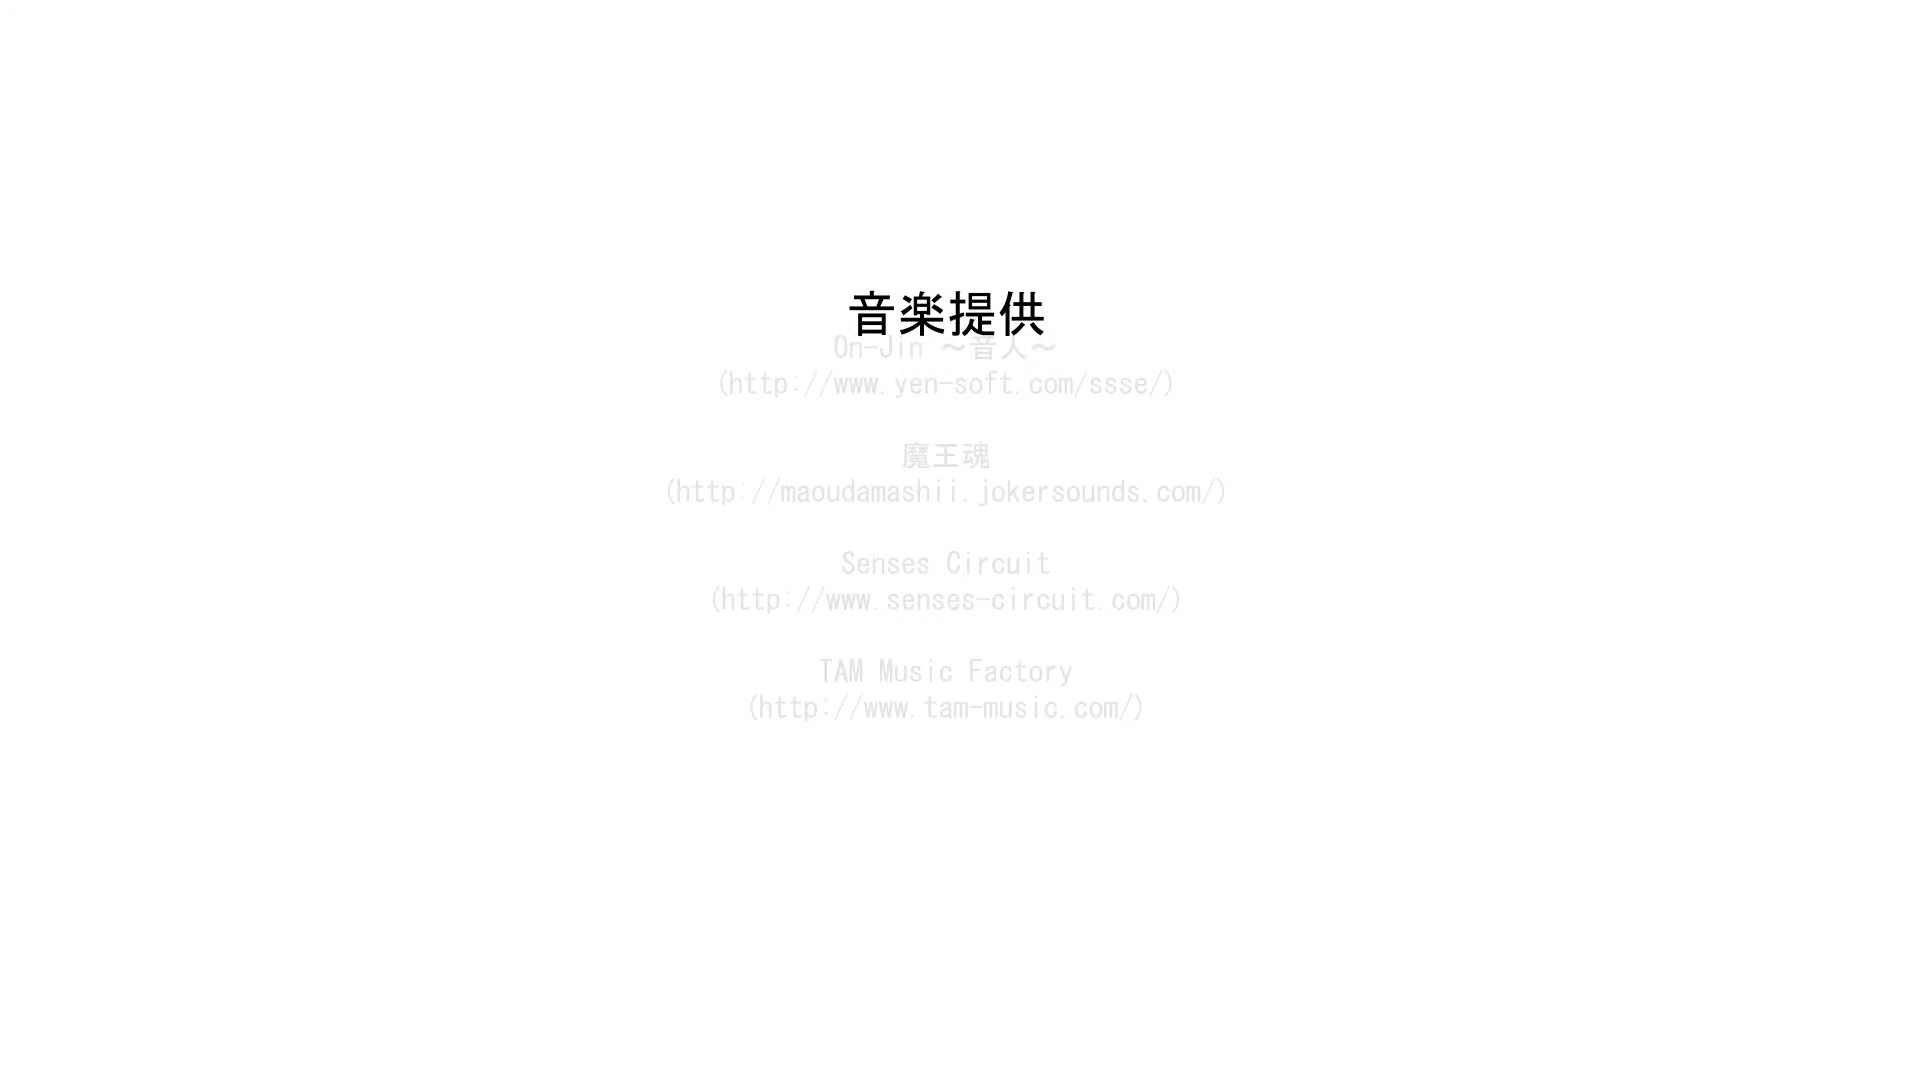 音楽提供
On-Jin ～音人～
(http://www.yen-soft.com/ssse/)
魔王魂
(http://maoudamashii.jokersounds.com/)
Senses Circuit
(http://www.senses-circuit.com/)
TAM Music Factory
(http://www.tam-music.com/)